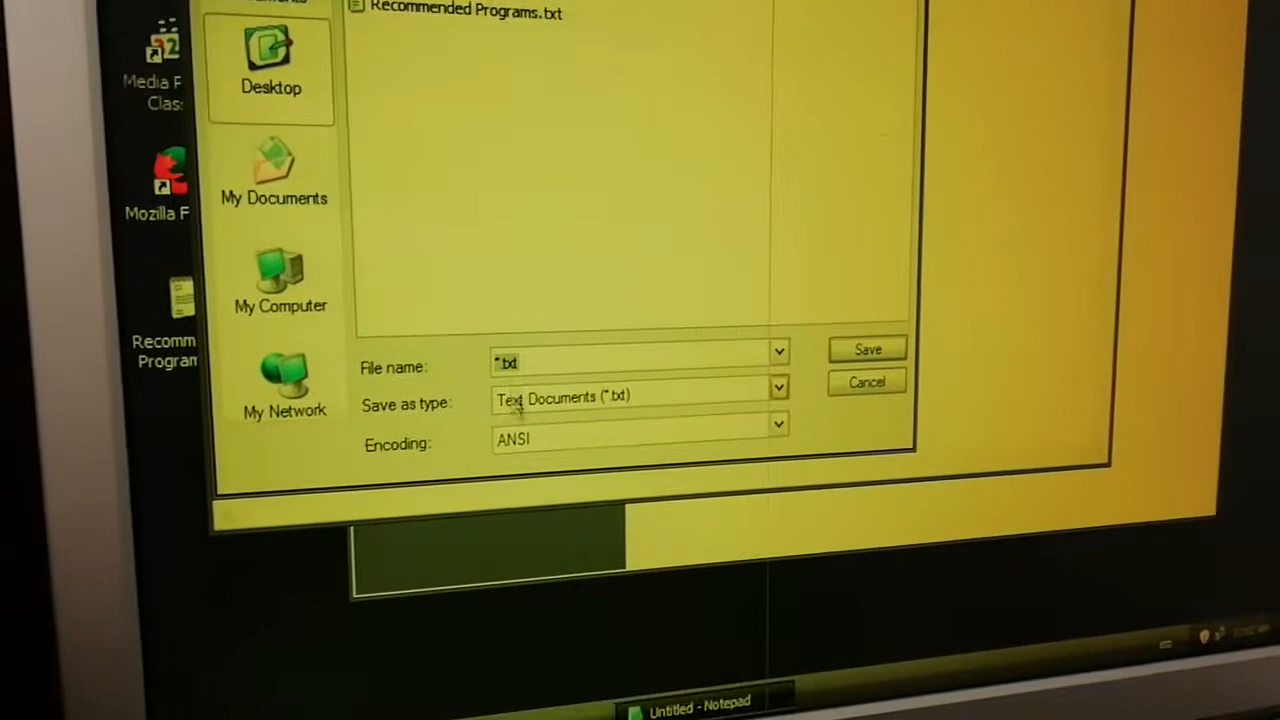 Recommended Programs.txt
Media F
Clas
Desktop
Mozilla F
My Documents
My Computer
Recomm
Program
My Network
File name:
*.txt
Save
Save as type:
Text Documents (*.txt)
Cancel
Encoding:
ANSI
Untitled - Notepad